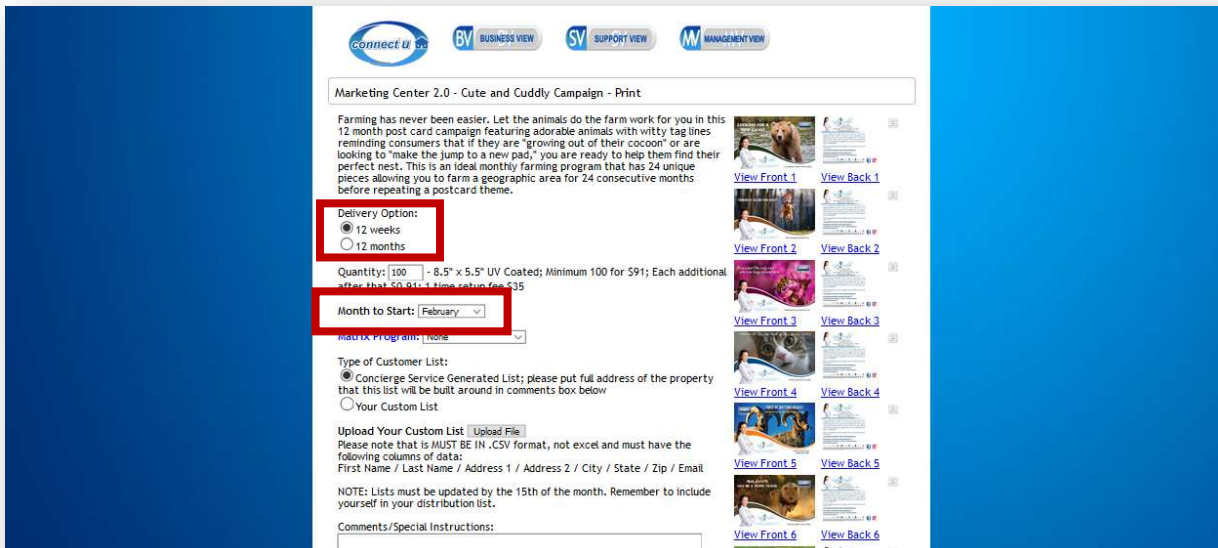 connect u
BV BUSINESS VIEW
SV SUPPORT VIEW
MV MANAGEMENT VIEW
Marketing Center 2.0 - Cute and Cuddly Campaign - Print
Farming has never been easier. Let the animals do the farm work for you in this
12 month post card campaign featuring adorable animals with witty tag lines
reminding consumers that if they are "growing out of their cocoon" or are
looking to "make the jump to a new pad," you are ready to help them find their
perfect nest. This is an ideal monthly farming program that has 24 unique
pieces allowing you to farm a geographic area for 24 consecutive months
before repeating a postcard theme.
Delivery Option:
12 weeks
12 months
Quantity: 100 - 8.5" x 5.5" UV Coated; Minimum 100 for $91; Each additional
after that $0.91; 1 time setup fee $35
Month to Start: February
Matrix Program: None
Type of Customer List:
Concierge Service Generated List; please put full address of the property
that this list will be built around in comments box below
Your Custom List
Upload Your Custom List Upload File
Please note that is MUST BE IN .CSV format, not excel and must have the
following columns of data:
First Name / Last Name / Address 1 / Address 2 / City / State / Zip / Email
NOTE: Lists must be updated by the 15th of the month. Remember to include
yourself in your distribution list.
Comments/Special Instructions:
View Front 1 View Back 1
View Front 2 View Back 2
View Front 3 View Back 3
View Front 4 View Back 4
View Front 5 View Back 5
View Front 6 View Back 6